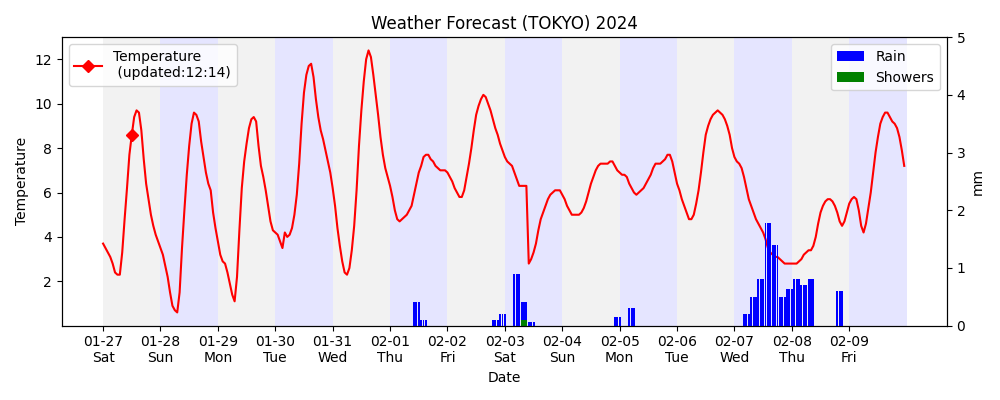 Weather Forecast (TOKYO) 2024
Temperature
(updated:12:14)
Rain
Showers
Temperature
12
10
8
6
4
2
5
4
3
2
1
0
mm
01-27 01-28 01-29 01-30 01-31 02-01 02-02 02-03 02-04 02-05 02-06 02-07 02-08 02-09
Sat Sun Mon Tue Wed Thu Fri Sat Sun Mon Tue Wed Thu Fri
Date